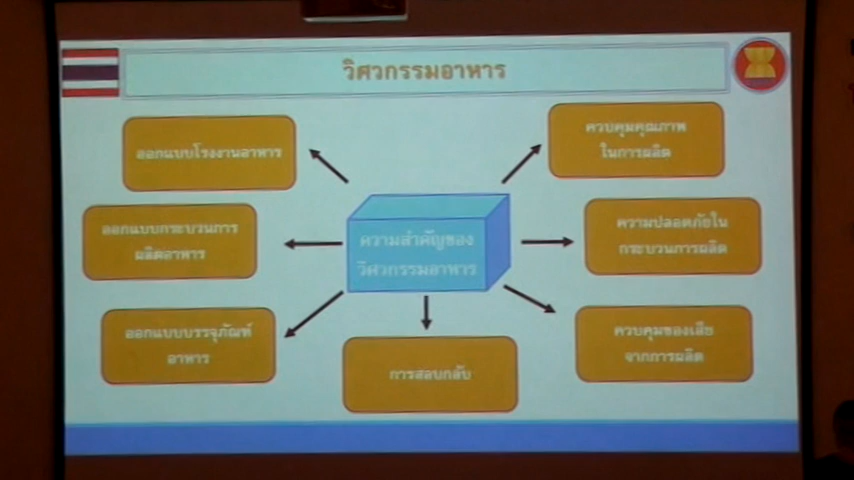 วิศวกรรมอาหาร
ออกแบบโรงงานอาหาร
ควบคุมคุณภาพ
ในการผลิต
ออกแบบกระบวนการ
ผลิตอาหาร
ความสำคัญของ
วิศวกรรมอาหาร
ความปลอดภัยใน
กระบวนการผลิต
ออกแบบบรรจุภัณฑ์
อาหาร
การสอบกลับ
ควบคุมของเสีย
จากการผลิต